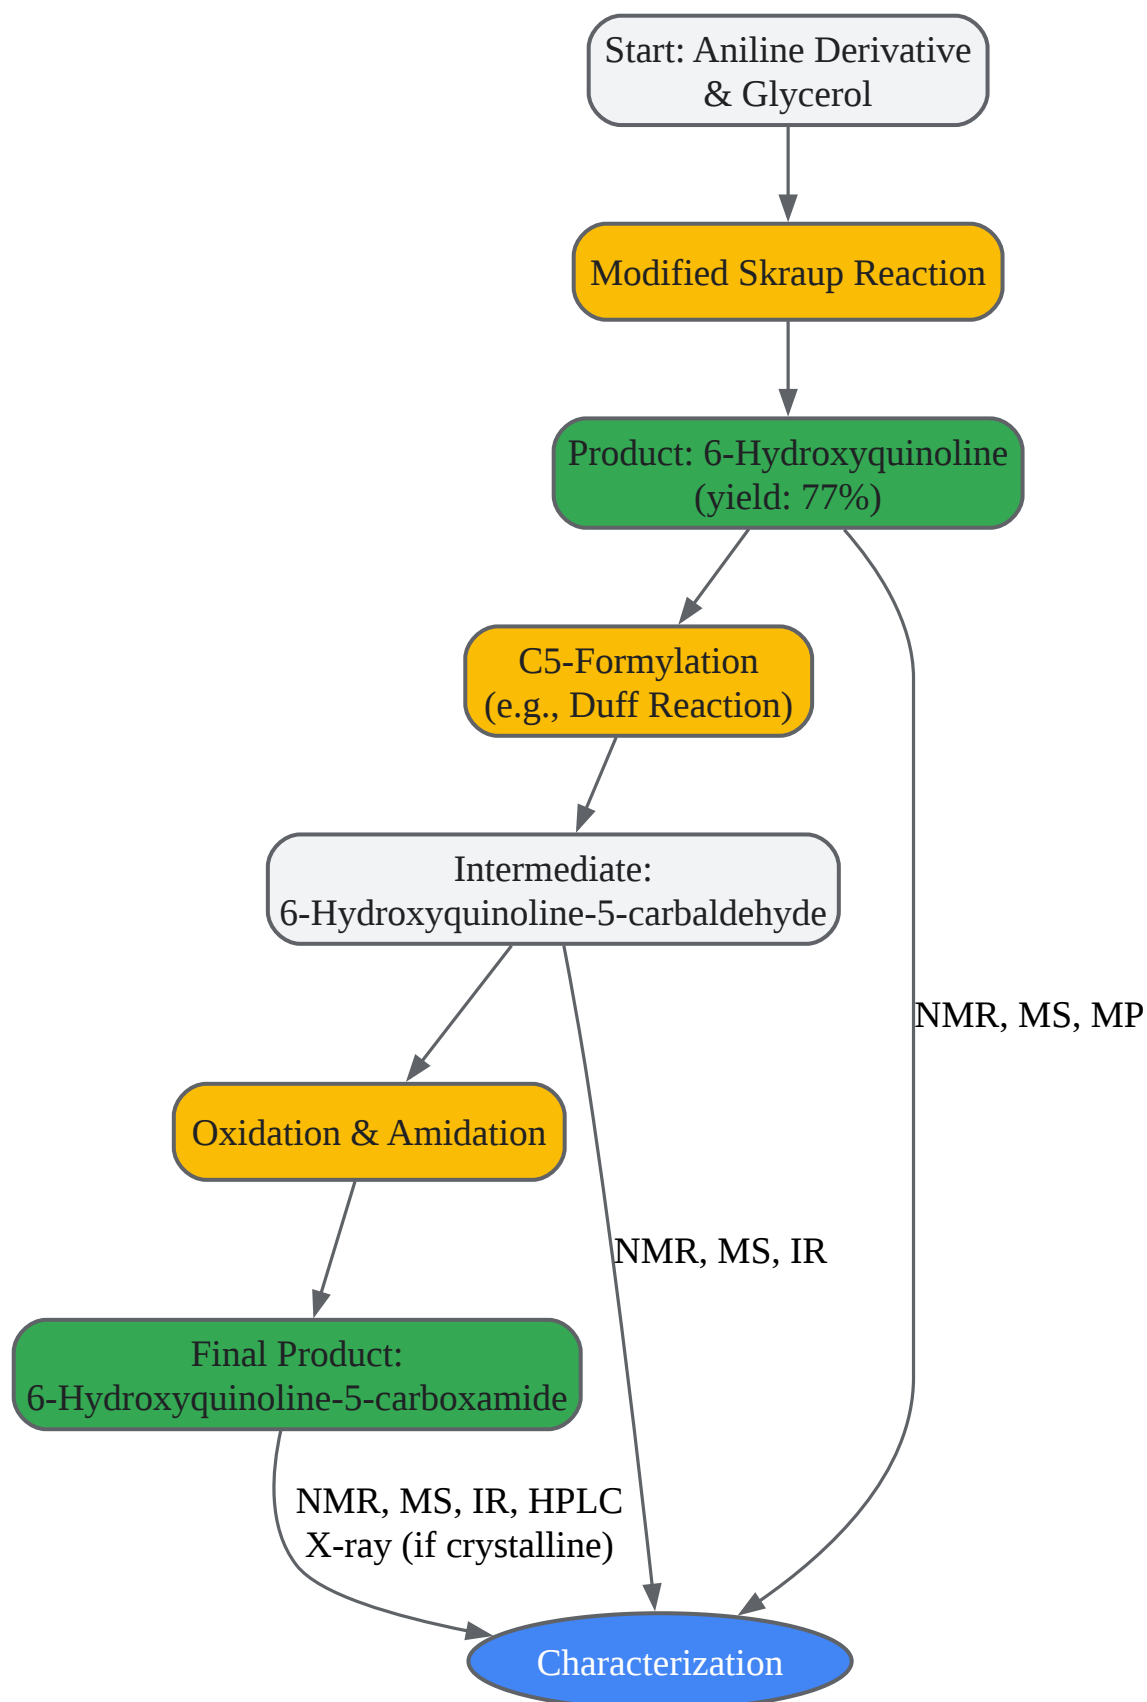 Start: Aniline Derivative
& Glycerol
Modified Skraup Reaction
Product: 6-Hydroxyquinoline
(yield: 77%)
C5-Formylation
(e.g., Duff Reaction)
Intermediate:
6-Hydroxyquinoline-5-carbaldehyde
NMR, MS, MP
Oxidation & Amidation
NMR, MS, IR
Final Product:
6-Hydroxyquinoline-5-carboxamide
NMR, MS, IR, HPLC
X-ray (if crystalline)
Characterization